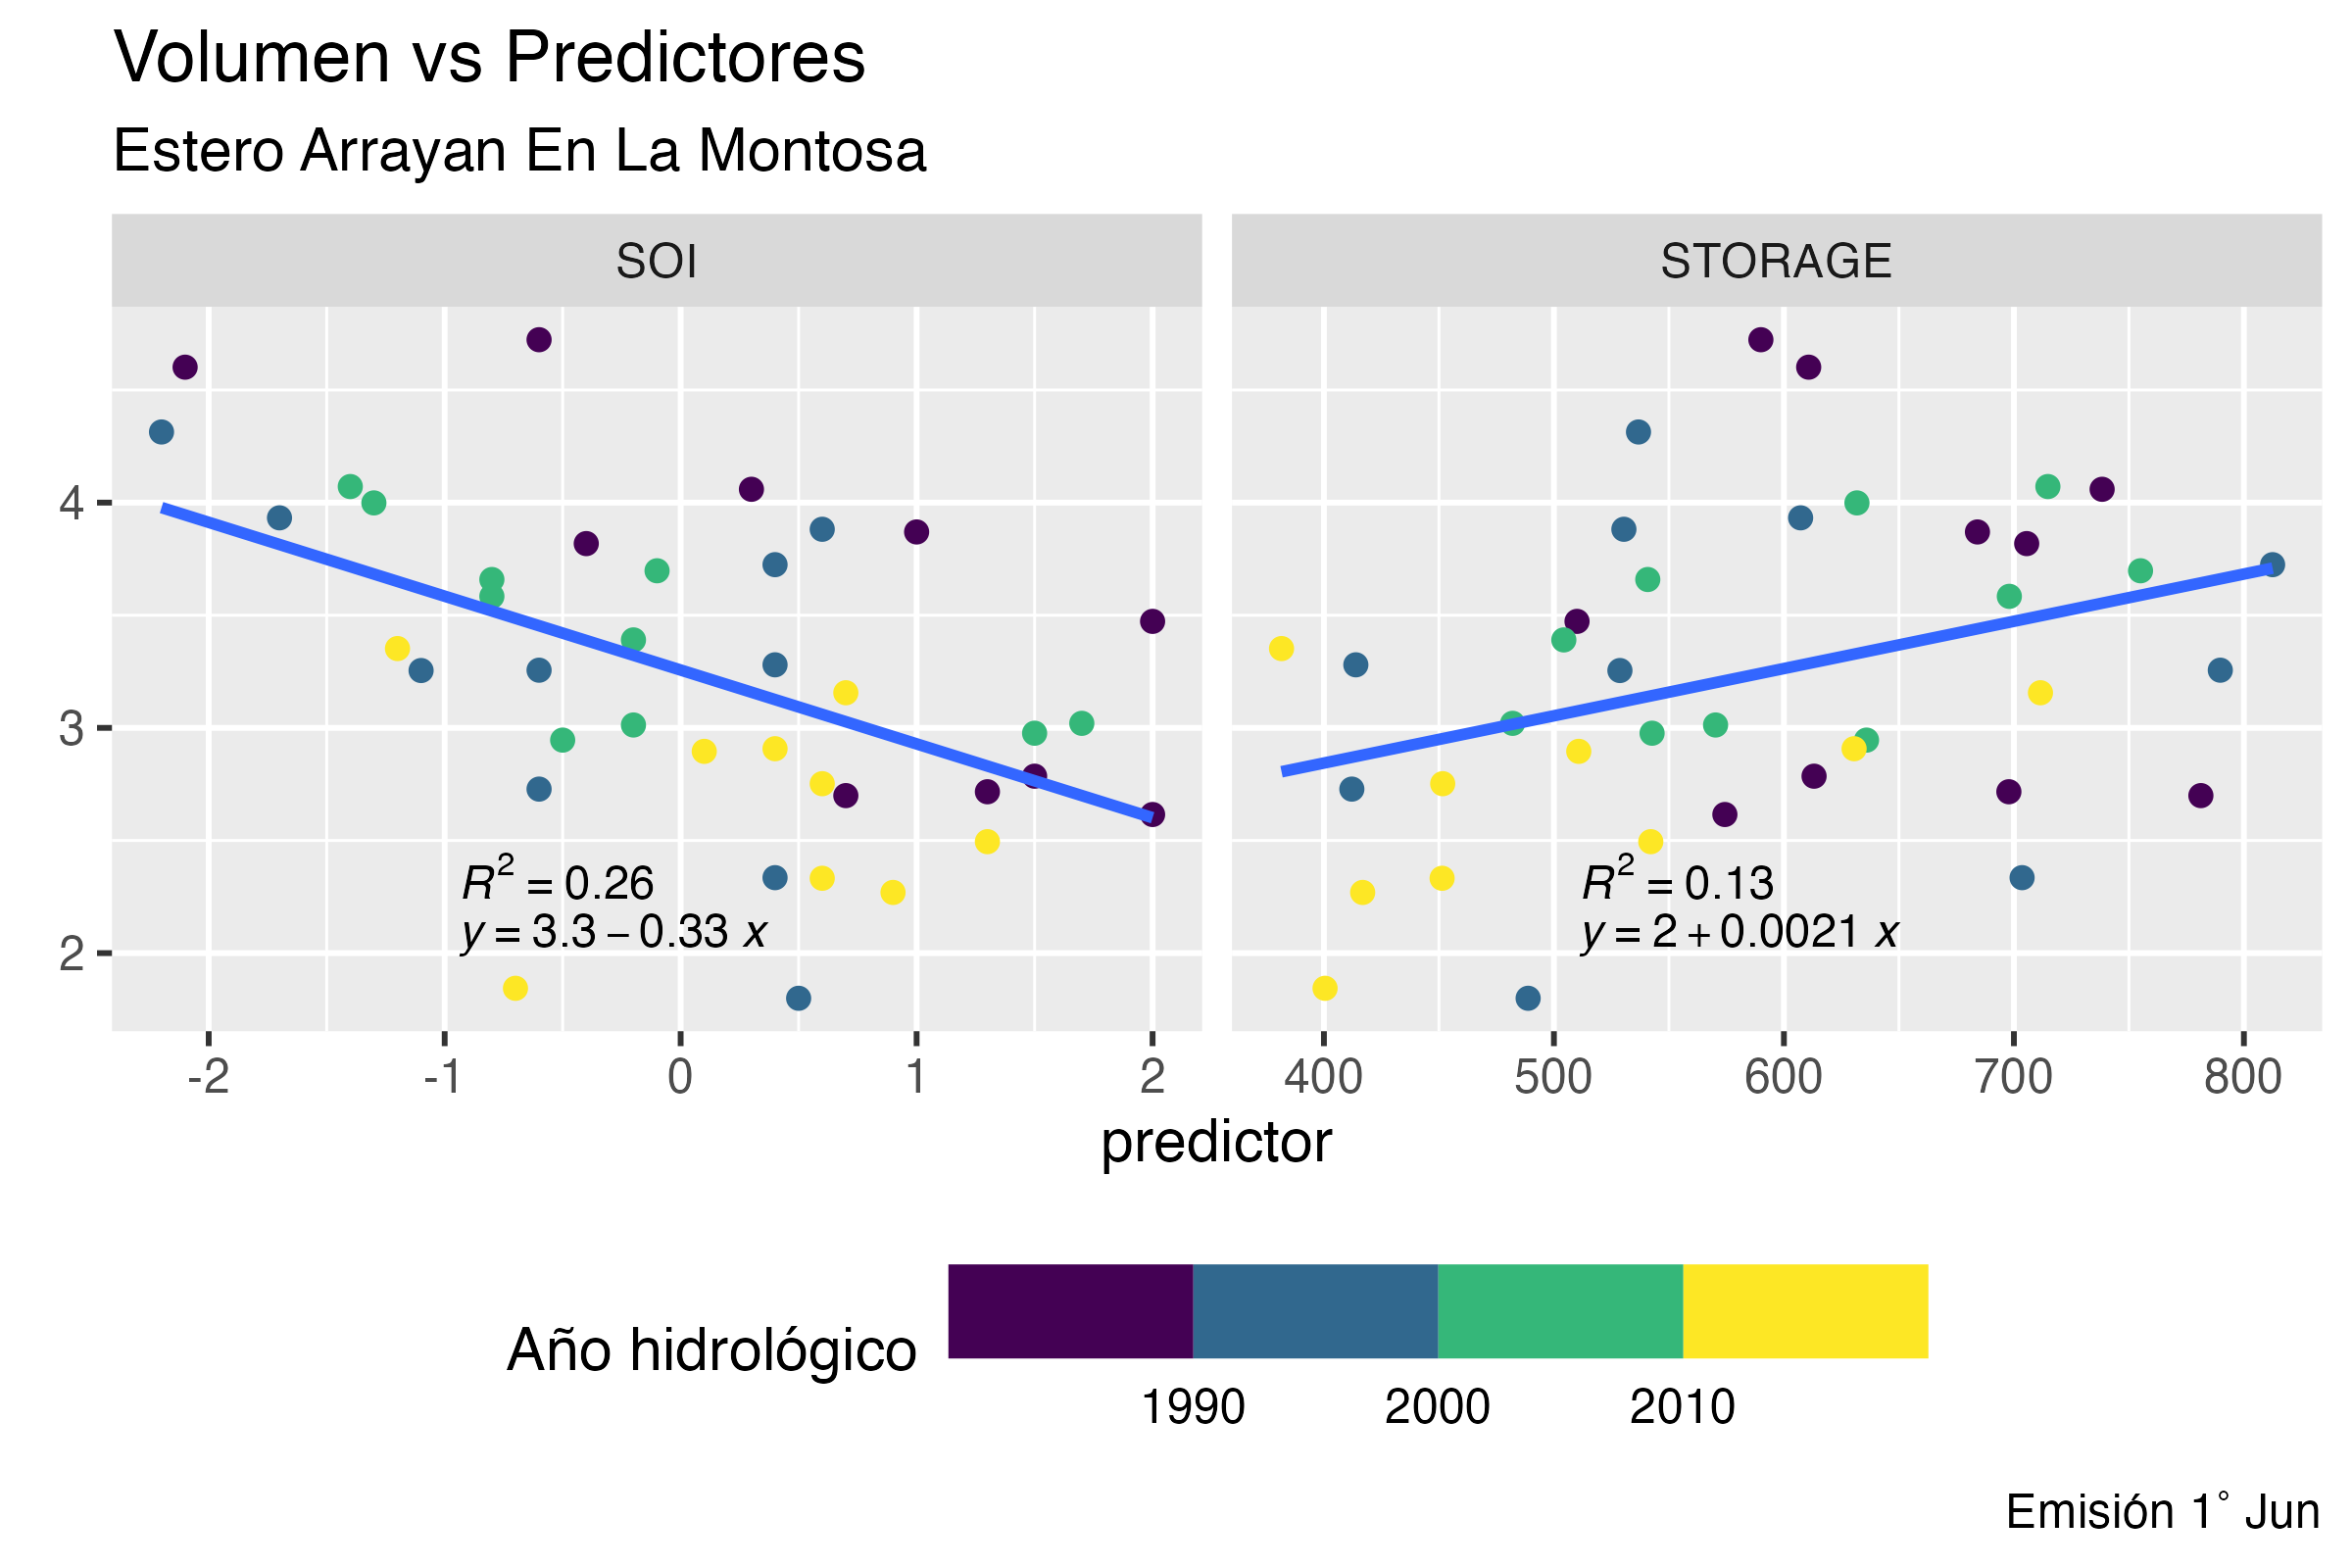 Volumen vs Predictores
Estero Arrayan En La Montosa
SOI
STORAGE
4
3
2
R² = 0.26
y = 3.3 − 0.33 x
R² = 0.13
y = 2 + 0.0021 x
-2 -1 0 1 2
400 500 600 700 800
predictor
Año hidrológico
1990 2000 2010
Emisión 1° Jun